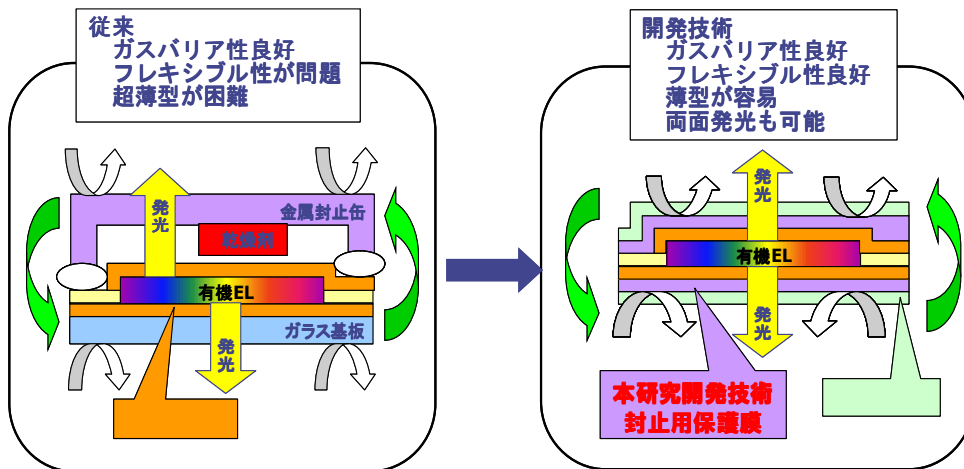 従来
ガスバリア性良好
フレキシブル性が問題
超薄型が困難
発光
金属封止缶
乾燥剤
有機EL
ガラス基板
発光
開発技術
ガスバリア性良好
フレキシブル性良好
薄型が容易
両面発光も可能
発光
有機EL
発光
本研究開発技術
封止用保護膜